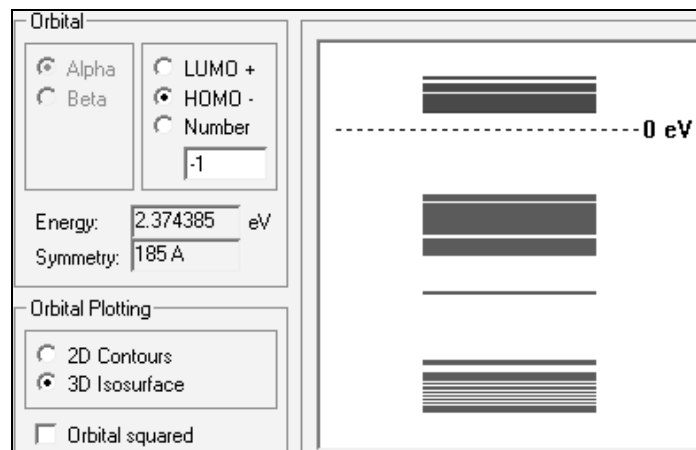 Orbital
Alpha
Beta
LUMO +
HOMO -
Number
-1
Energy: 2.374385 eV
Symmetry: 185 A
Orbital Plotting
2D Contours
3D Isosurface
Orbital squared
0 eV